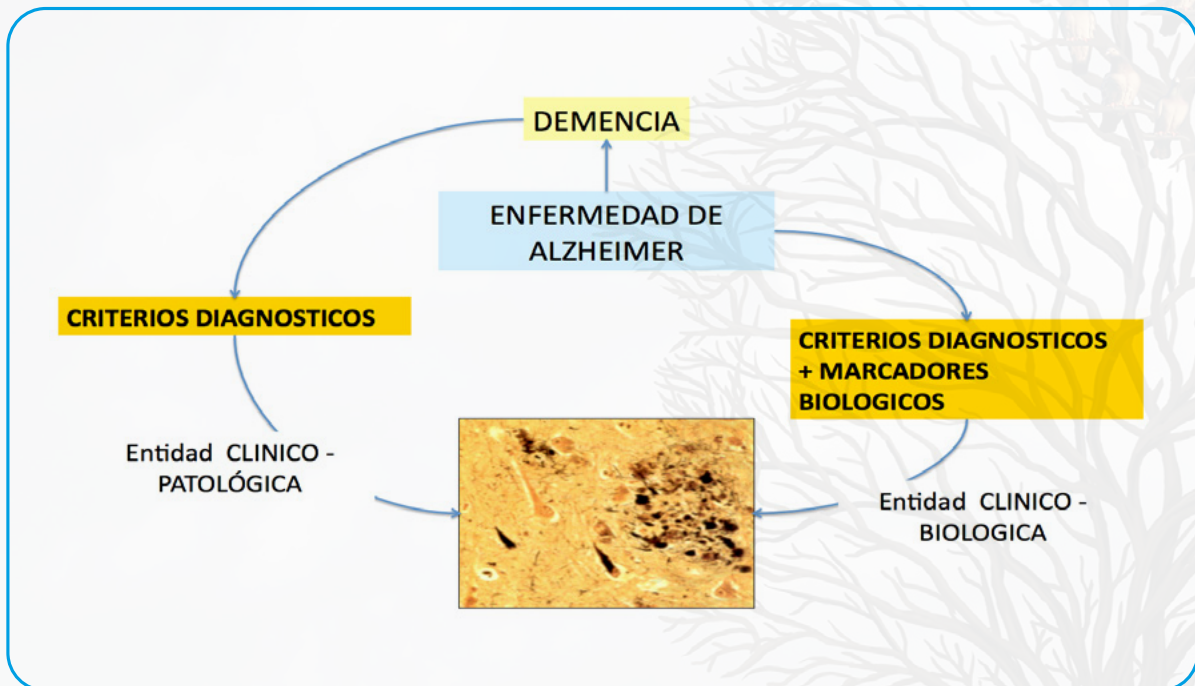 DEMENCIA
ENFERMEDAD DE
ALZHEIMER
CRITERIOS DIAGNOSTICOS
CRITERIOS DIAGNOSTICOS
+ MARCADORES
BIOLOGICOS
Entidad CLINICO -
PATOLÓGICA
Entidad CLINICO -
BIOLOGICA